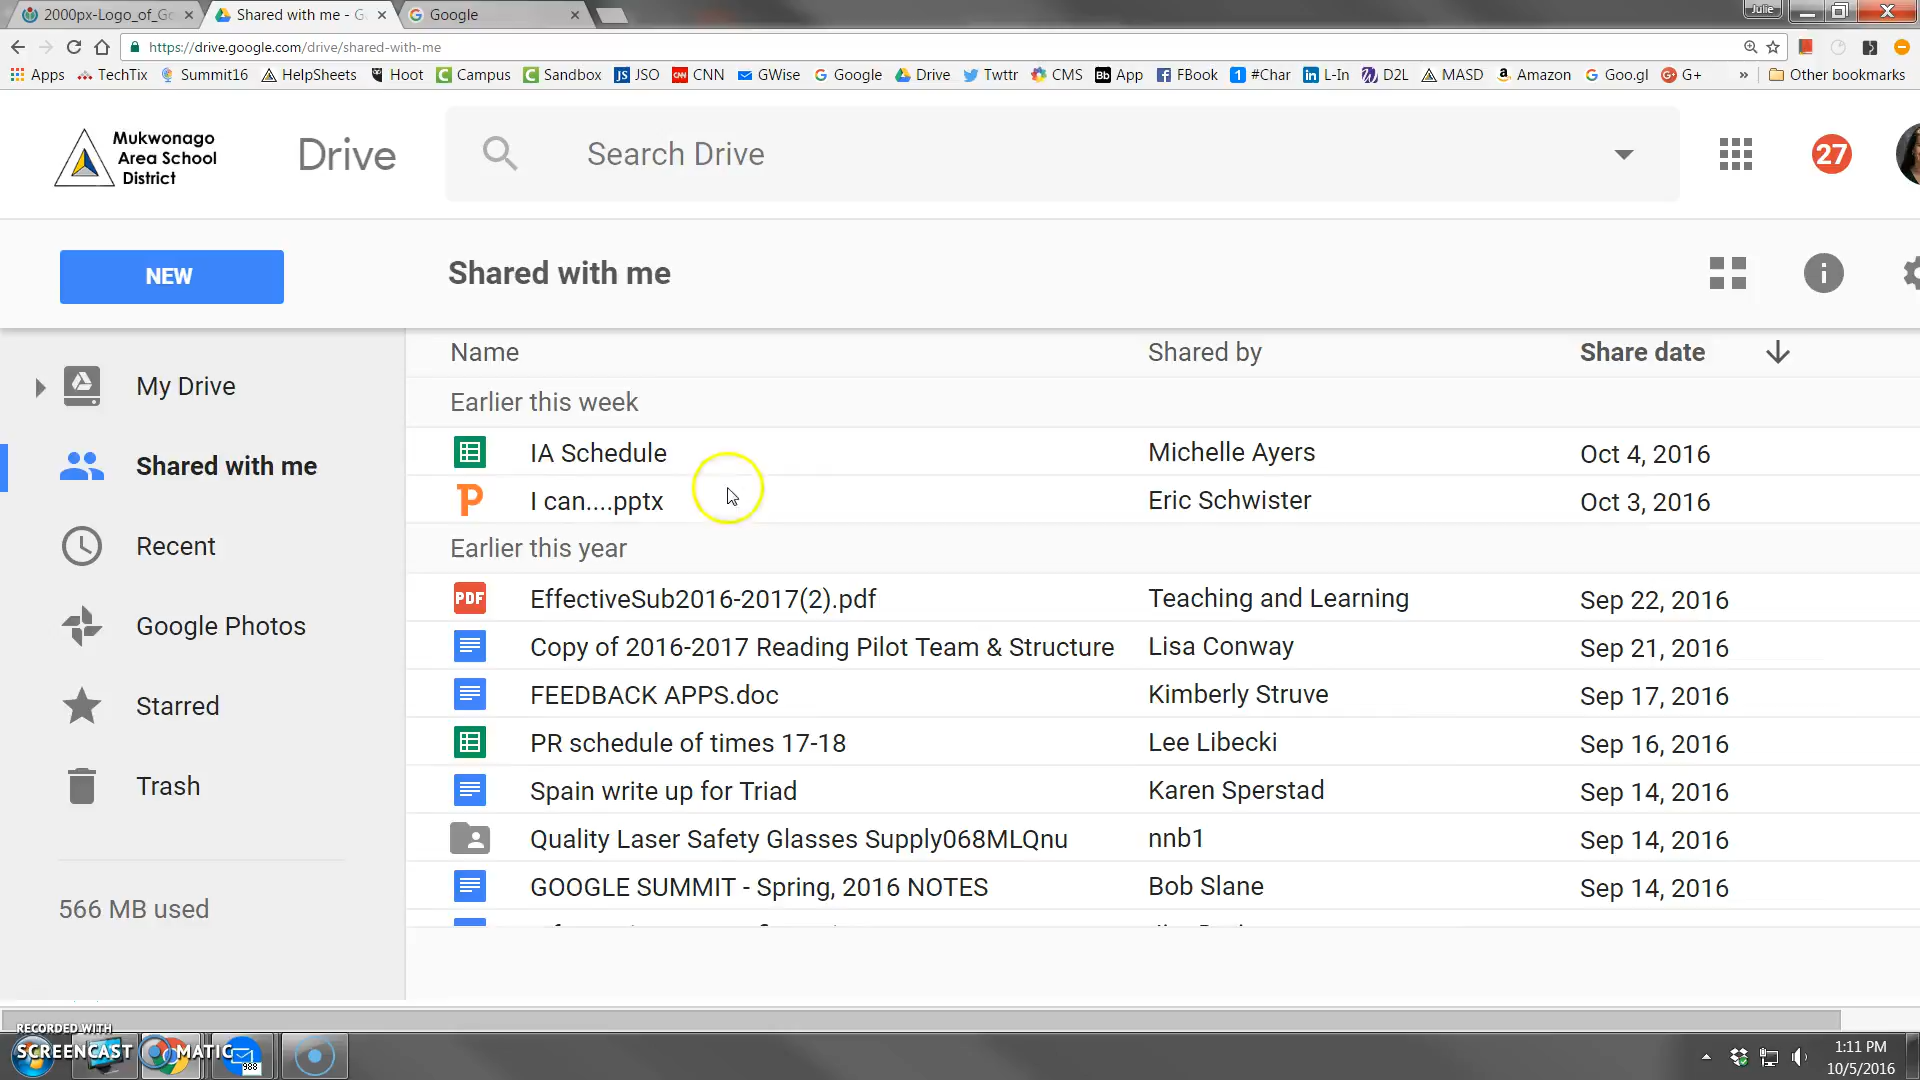 2000px-Logo_of_Go
Shared with me - G
Google
Julie
https://drive.google.com/drive/shared-with-me
Apps TechTix Summit16 HelpSheets Hoot Campus Sandbox JSO CNN GWise Google Drive Twttr CMS App FBook #Char L-In D2L MASD Amazon Goo.gl G+ » Other bookmarks
Mukwonago
Area School
District
Drive
Search Drive
27
NEW
Shared with me
Name Shared by Share date
My Drive
Shared with me
Recent
Google Photos
Starred
Trash
566 MB used
Earlier this week
IA Schedule Michelle Ayers Oct 4, 2016
I can....pptx Eric Schwister Oct 3, 2016
Earlier this year
PDF EffectiveSub2016-2017(2).pdf Teaching and Learning Sep 22, 2016
Copy of 2016-2017 Reading Pilot Team & Structure Lisa Conway Sep 21, 2016
FEEDBACK APPS.doc Kimberly Struve Sep 17, 2016
PR schedule of times 17-18 Lee Libecki Sep 16, 2016
Spain write up for Triad Karen Sperstad Sep 14, 2016
Quality Laser Safety Glasses Supply068MLQnu nnb1 Sep 14, 2016
GOOGLE SUMMIT - Spring, 2016 NOTES Bob Slane Sep 14, 2016
RECORDED WITH
SCREENCAST MATIC
988
1:11 PM
10/5/2016